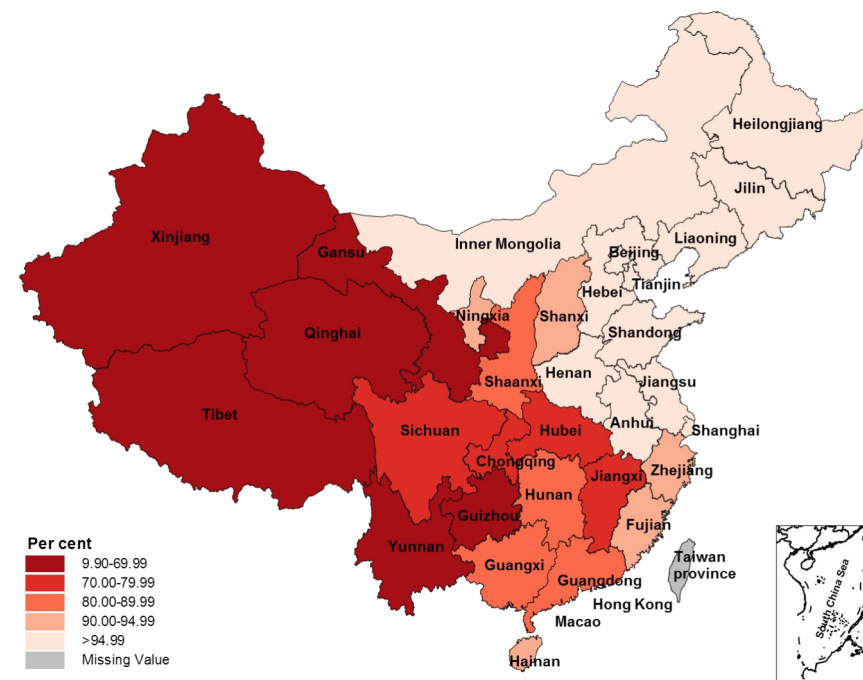 Heilongjiang
Jilin
Xinjiang
Gansu
Inner Mongolia
Beijing
Liaoning
Tianjin
Hebei
Ningxia
Shanxi
Qinghai
Shandong
Henan
Shaanxi
Jiangsu
Tibet
Sichuan
Hubei
Anhui
Shanghai
Chongqing
Zhejiang
Jiangxi
Hunan
Guizhou
Fujian
Yunnan
Taiwan
province
Guangxi
Guangdong
Hong Kong
Macao
Hainan
Per cent
9.90-69.99
70.00-79.99
80.00-89.99
90.00-94.99
>94.99
Missing Value
South China Sea